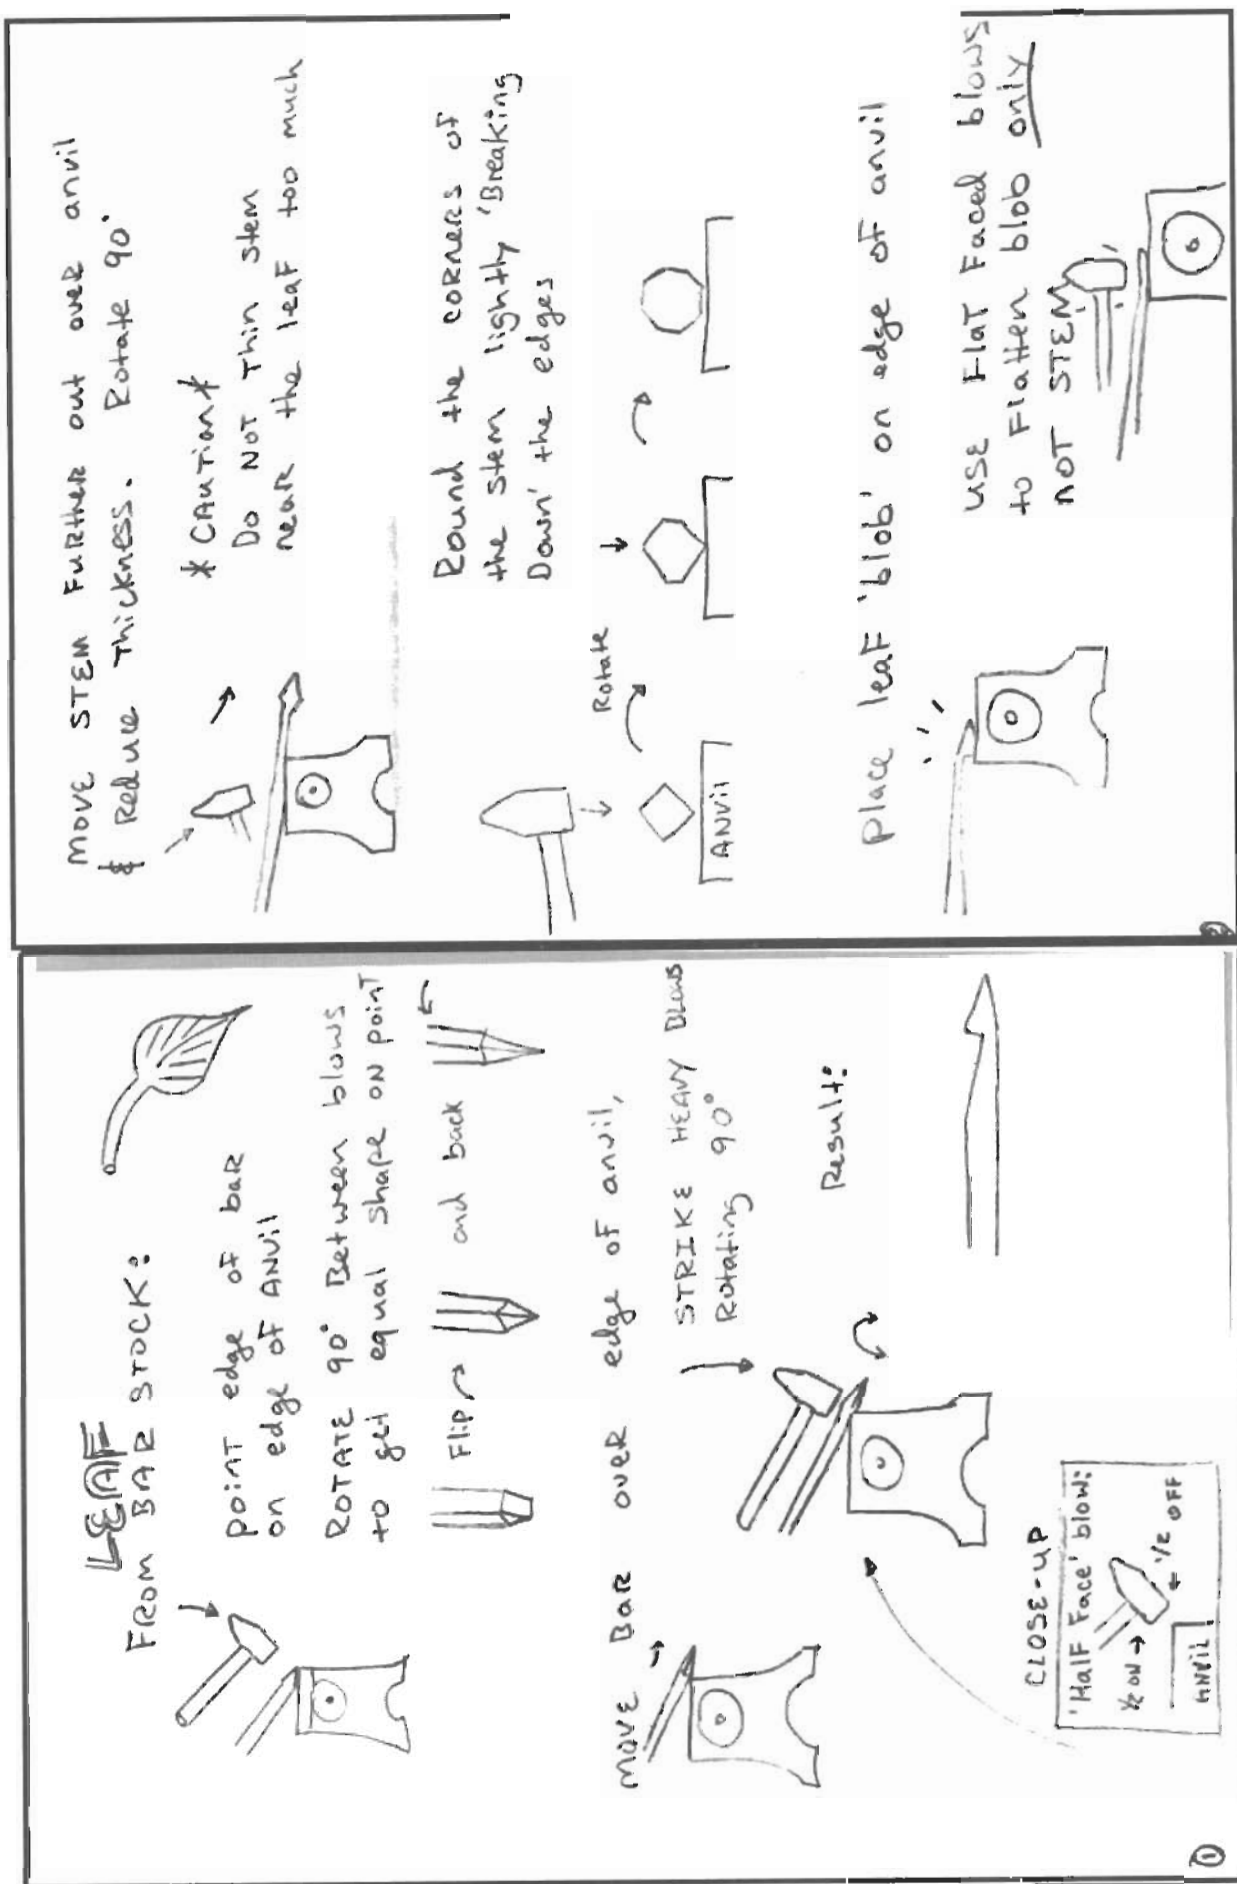 LEAF
FROM BAR STOCK:
point edge of bar
on edge of ANVil
ROTATE 90° Between blows
to get equal shape on point
Flip
and back
move BAR over edge of anvil,
STRIKE HEAVY Blows
Rotating 90°
Result:
CLOSE-UP
'Half Face' blow:
1/2 ON →
← 1/2 OFF
ANVil
①
MOVE STEM Further out over anvil
& Reduce Thickness. Rotate 90°
* CAUTION *
Do NOT Thin stem
near the leaf too much
Round the corners of
the stem lightly 'Breaking
Down' the edges
Rotate
ANVil
place leaf 'blob' on edge of anvil
USE Flat Faced blows
to Flatten blob only
NOT STEM
②